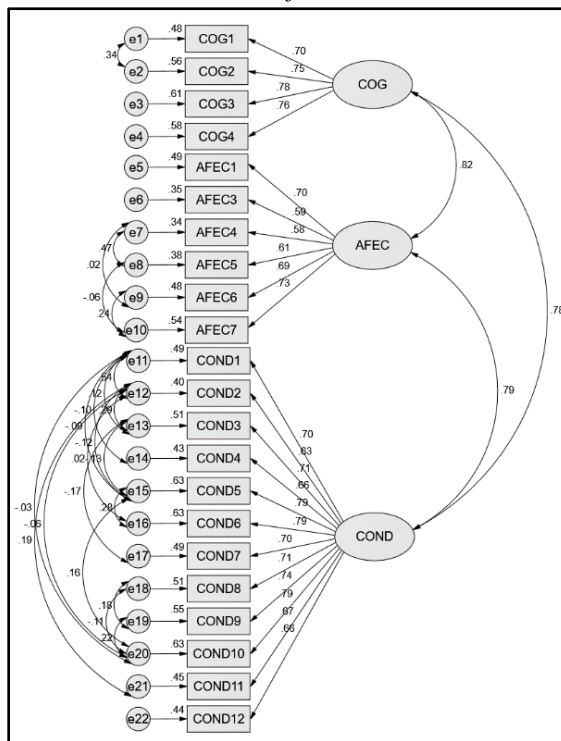 e1 .48 COG1 .70
.34
e2 .56 COG2 .75
COG
e3 .61 COG3 .78
e4 .58 COG4 .76
e5 .49 AFEC1 .70
.82
e6 .35 AFEC3 .59
e7 .34 AFEC4 .58
AFEC
.47
e8 .38 AFEC5 .61
.02
e9 .48 AFEC6 .69
-.06
.24
e10 .54 AFEC7 .73
.78
e11 .49 COND1 .70
.54
e12 .40 COND2 .63
.12
.29
-.10
.79
e13 .51 COND3 .71
-.09
-.12
e14 .43 COND4 .66
.02 -.13
e15 .63 COND5 .79
-.17
-.03
e16 .63 COND6 .79
.28
-.06
COND
.19
e17 .49 COND7 .70
.16
e18 .51 COND8 .71
.18
e19 .55 COND9 .74
-.11
.22
e20 .63 COND10 .79
e21 .45 COND11 .67
e22 .44 COND12 .66